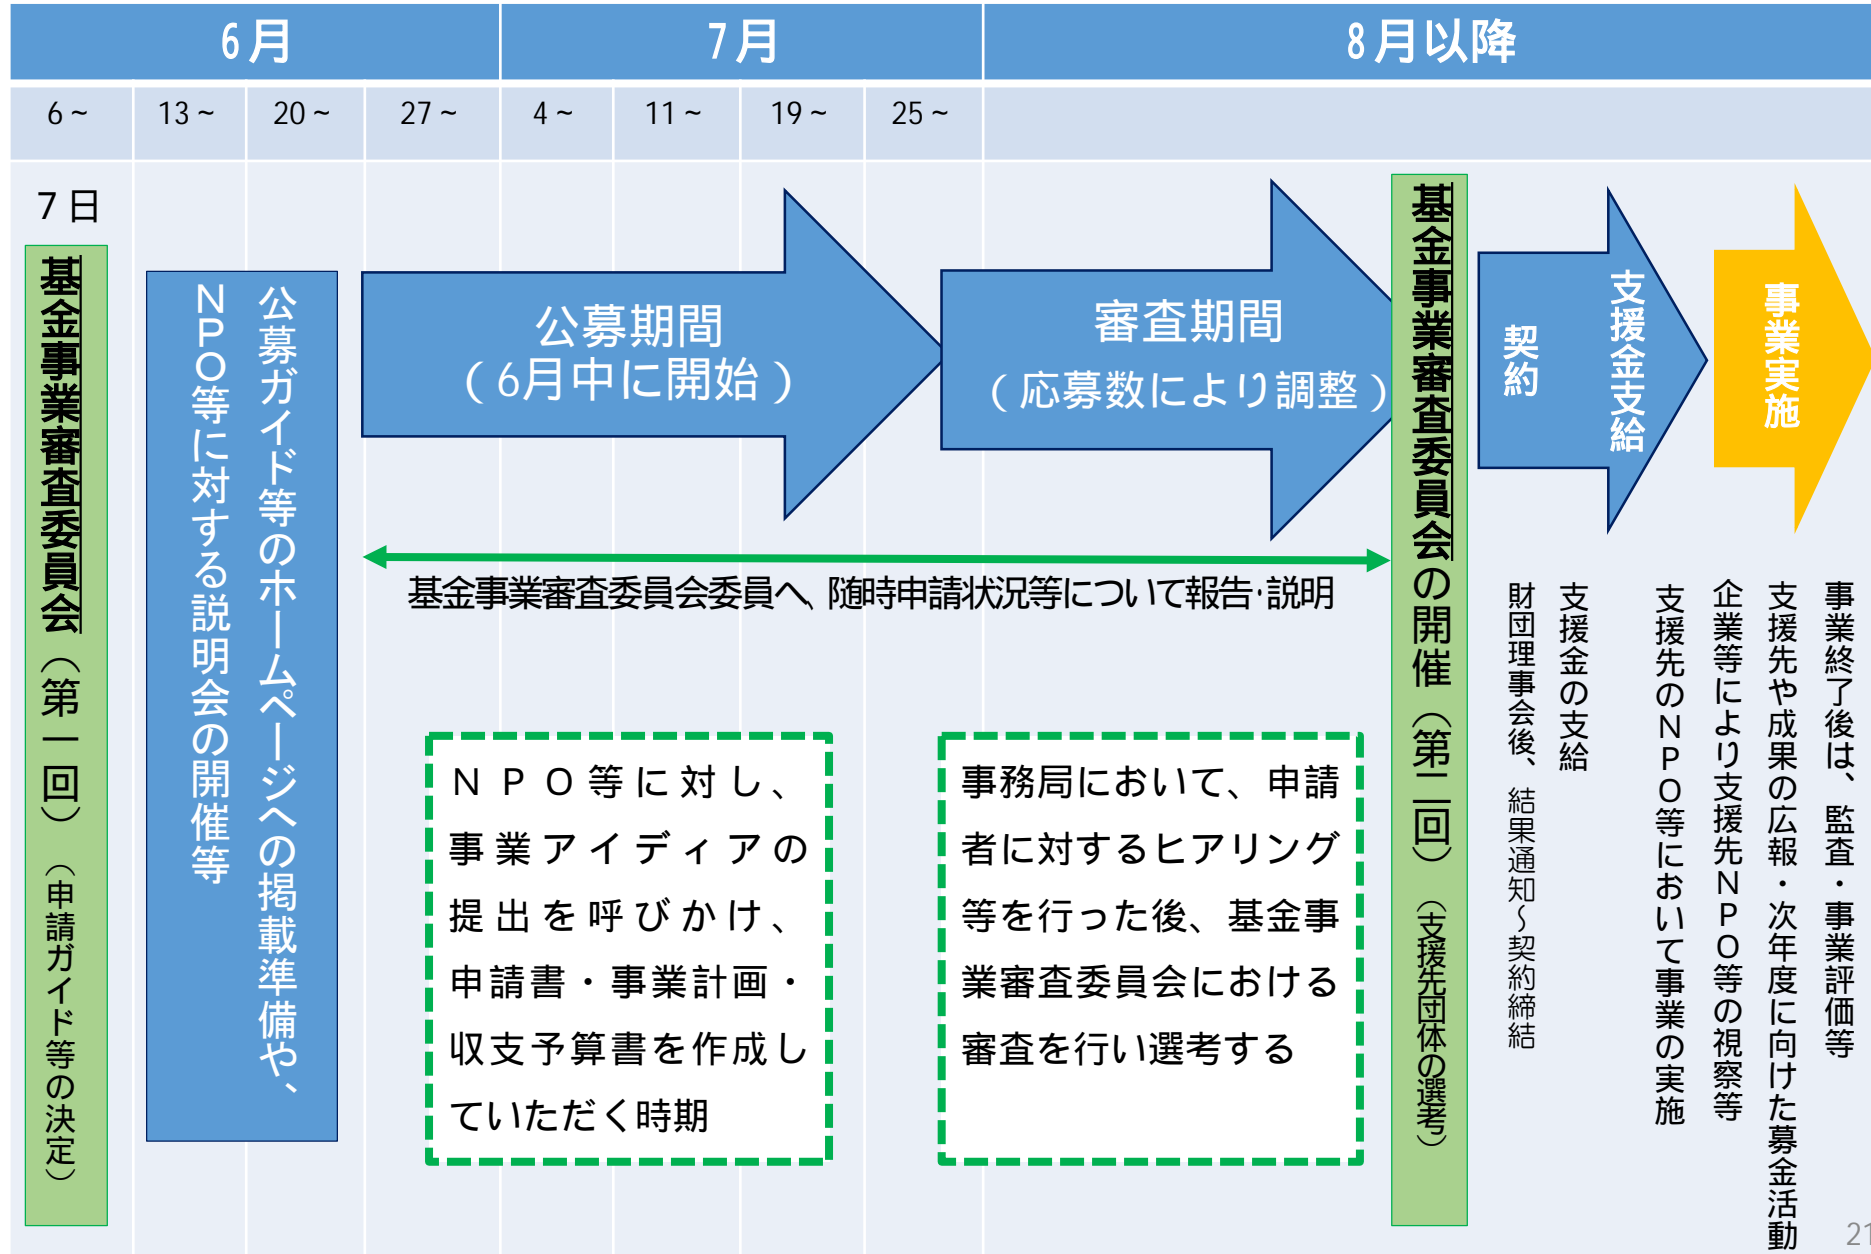 6月
7月
8月以降
6～
13～
20～
27～
4～
11～
19～
25～
7日
基金事業審査委員会（第一回）（申請ガイド等の決定）
公募ガイド等のホームページへの掲載準備や、
NPO等に対する説明会の開催等
公募期間
（6月中に開始）
審査期間
（応募数により調整）
基金事業審査委員会の開催（第二回）（支援先団体の選考）
契約
支援金支給
事業実施
基金事業審査委員会委員へ、随時申請状況等について報告・説明
NPO等に対し、
事業アイディアの
提出を呼びかけ、
申請書・事業計画・
収支予算書を作成し
ていただく時期
事務局において、申請
者に対するヒアリング
等を行った後、基金事
業審査委員会における
審査を行い選考する
財団理事会後、結果通知～契約締結
支援金の支給
支援先のNPO等において事業の実施
企業等により支援先NPO等の視察等
支援先や成果の広報・次年度に向けた募金活動
事業終了後は、監査・事業評価等
21